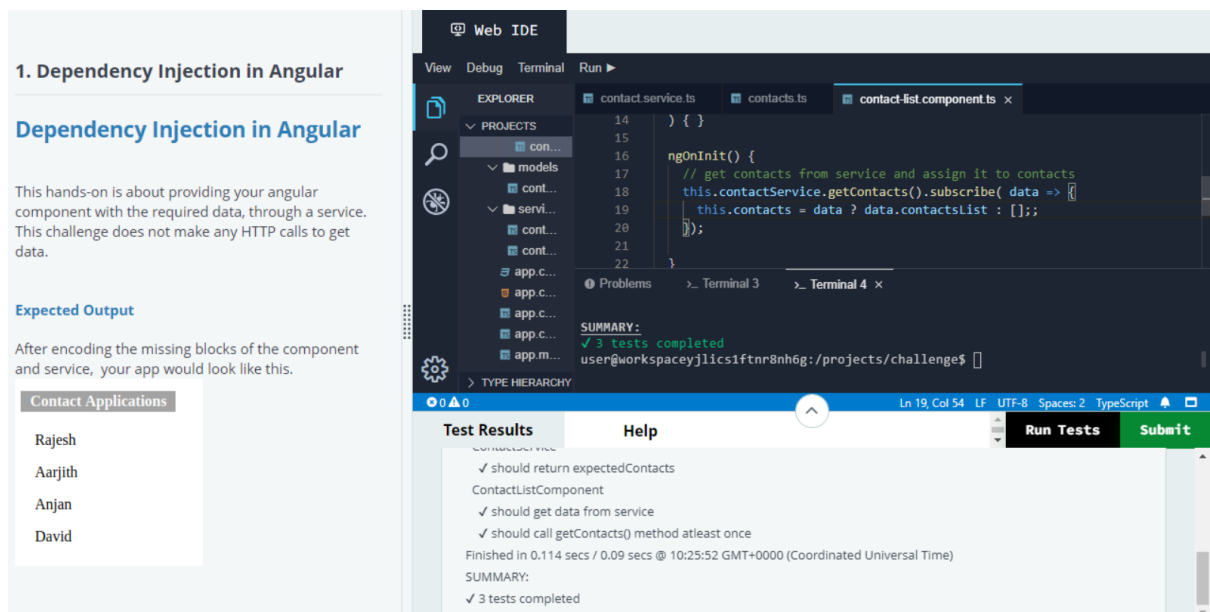 1. Dependency Injection in Angular
Dependency Injection in Angular
This hands-on is about providing your angular
component with the required data, through a service.
This challenge does not make any HTTP calls to get
data.
Expected Output
After encoding the missing blocks of the component
and service, your app would look like this.
Contact Applications
Rajesh
Aarjith
Anjan
David
Web IDE
View Debug Terminal Run
EXPLORER
PROJECTS
con...
models
cont...
servi...
cont...
cont...
app.c...
app.c...
app.c...
app.c...
app.m...
TYPE HIERARCHY
contact.service.ts contacts.ts contact-list.component.ts ×
14 ) { }
15
16 ngOnInit() {
17 // get contacts from service and assign it to contacts
18 this.contactService.getContacts().subscribe( data => {
19 this.contacts = data ? data.contactsList : [];;
20 });
21
22 }
Problems >_ Terminal 3 >_ Terminal 4 ×
SUMMARY:
✓ 3 tests completed
user@workspaceyjlics1ftnr8nh6g:/projects/challenge$
0 0 Ln 19, Col 54 LF UTF-8 Spaces: 2 TypeScript
Test Results Help Run Tests Submit
ContactService
✓ should return expectedContacts
ContactListComponent
✓ should get data from service
✓ should call getContacts() method atleast once
Finished in 0.114 secs / 0.09 secs @ 10:25:52 GMT+0000 (Coordinated Universal Time)
SUMMARY:
✓ 3 tests completed